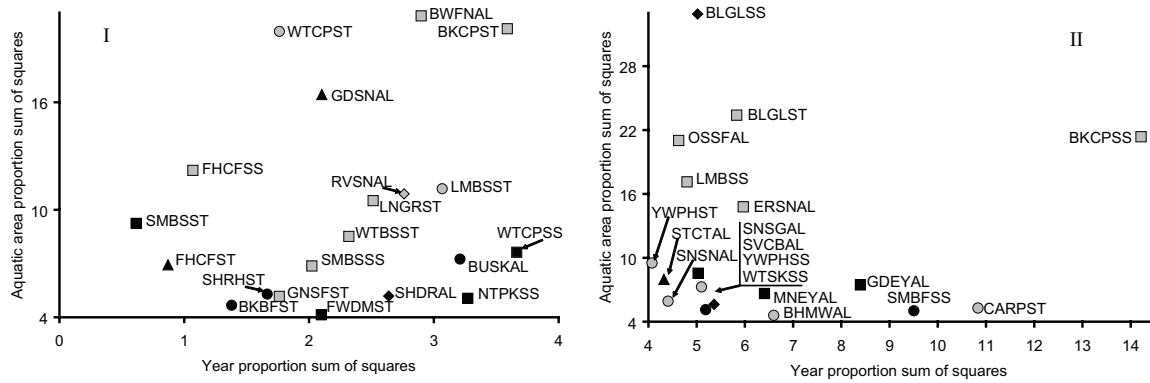 I
Aquatic area proportion sum of squares
16
10
4
0
1
2
3
4
Year proportion sum of squares
BWFNAL
WTCPST
BKCPST
GDSNAL
FHCFSS
RVSNAL
LMBSST
LNGRST
SMBSST
WTBSST
WTCPSS
FHCFST
SMBSSS
BUSKAL
SHRHST
GNSFST
SHDRAL
NTPKSS
BKBFST
FWDMST
II
Aquatic area proportion sum of squares
28
22
16
10
4
4
5
6
7
8
9
10
11
12
13
14
Year proportion sum of squares
BLGLSS
BLGLST
OSSFAL
BKCPSS
LMBSS
YWPHST
ERSNAL
STCTAL
SNSNAL
SNSGAL
SVCBAL
YWPHSS
WTSKSS
MNEYAL
GDEYAL
SMBFSS
BHMWAL
CARPST